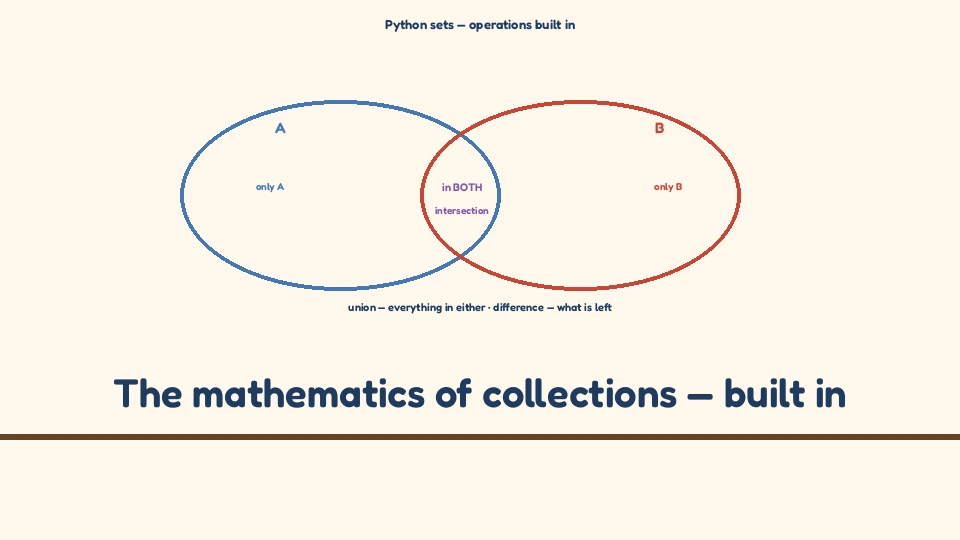 Python sets — operations built in
A
B
only A
in BOTH
only B
intersection
union — everything in either · difference — what is left
The mathematics of collections — built in